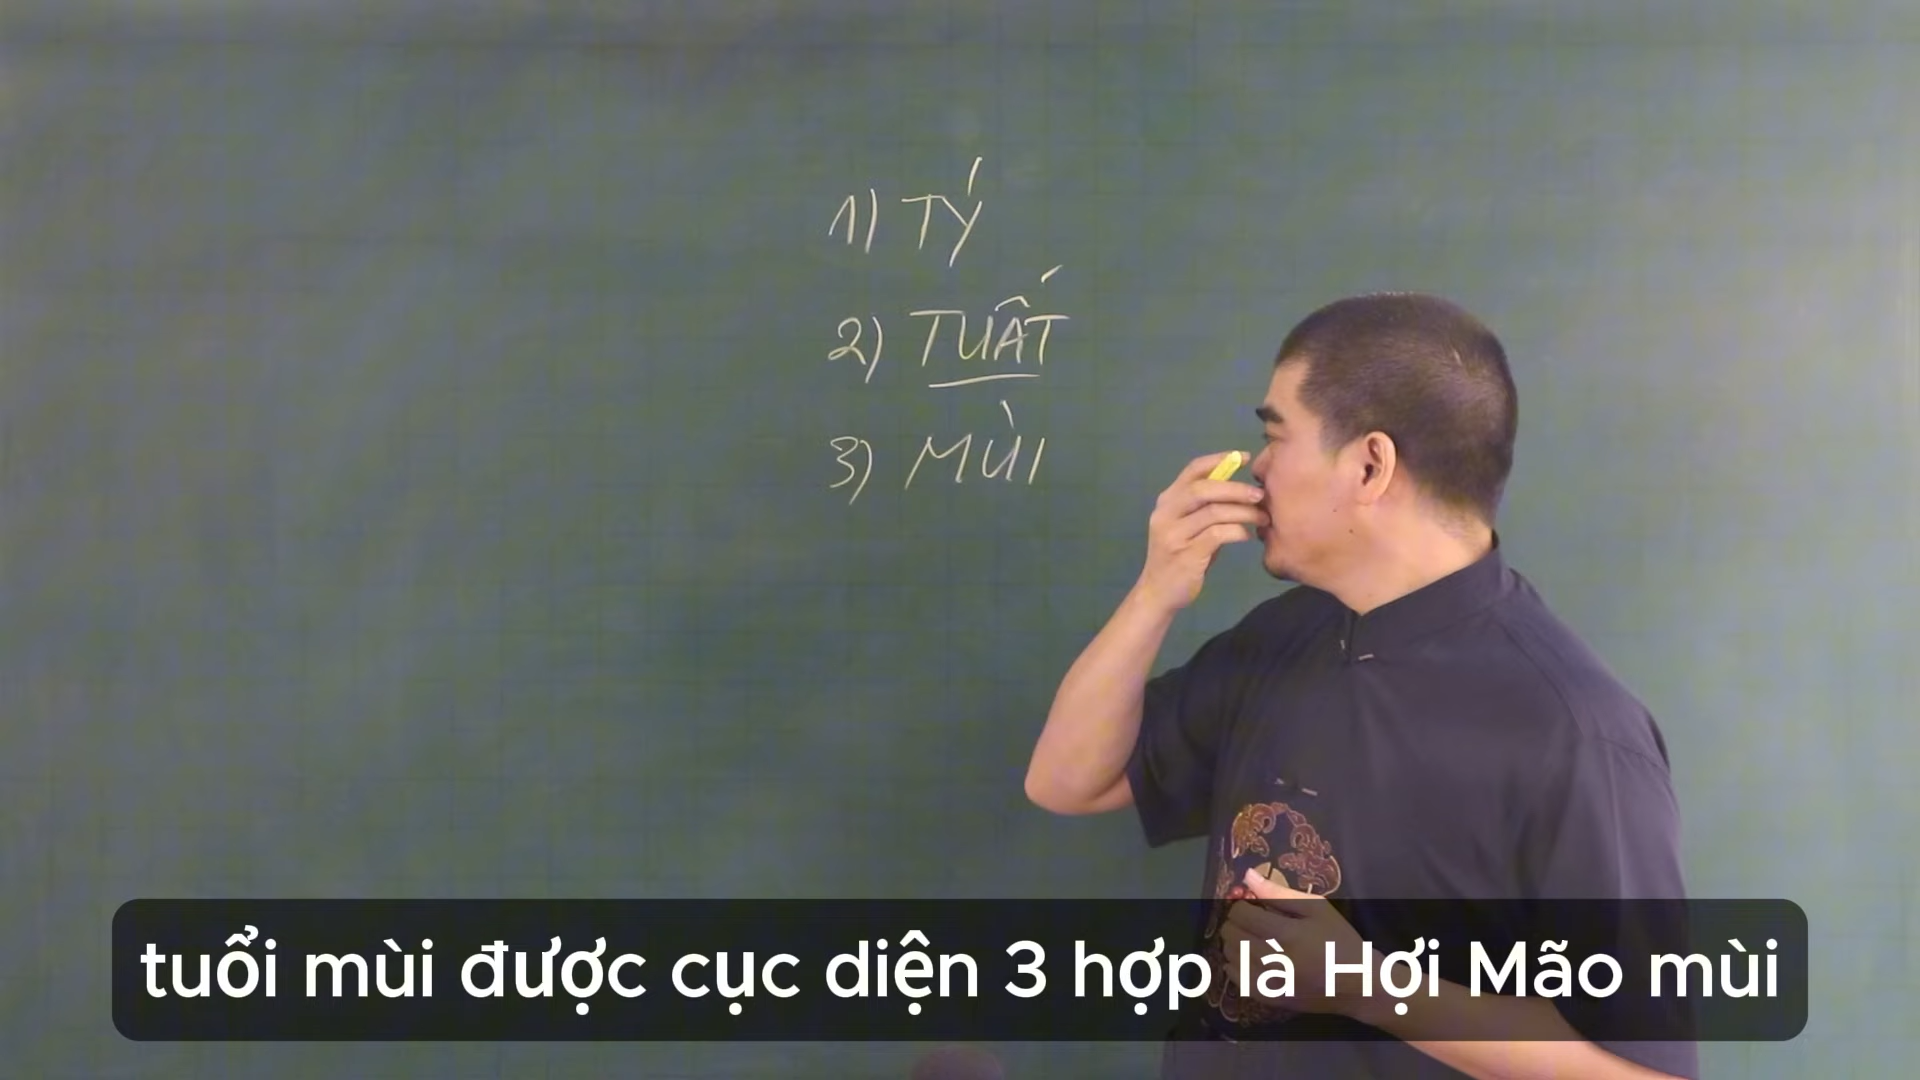 1) TÝ
2) TUẤT
3) MÙI
tuổi mùi được cục diện 3 hợp là Hợi Mão mùi